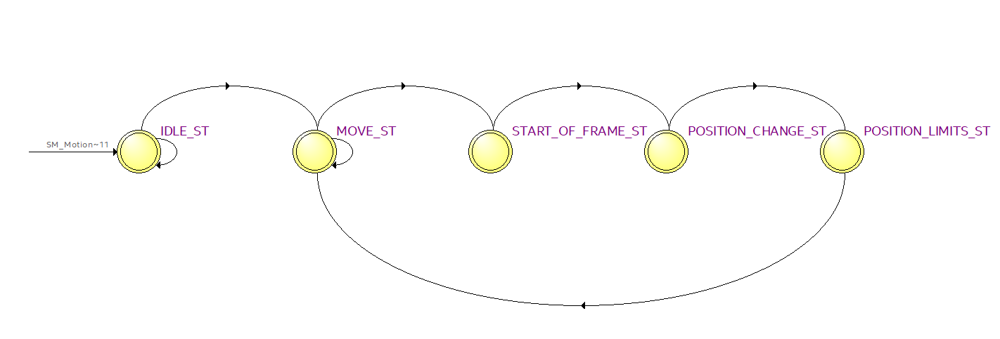 IDLE_ST
MOVE_ST
START_OF_FRAME_ST
POSITION_CHANGE_ST
POSITION_LIMITS_ST
SM_Motion~11